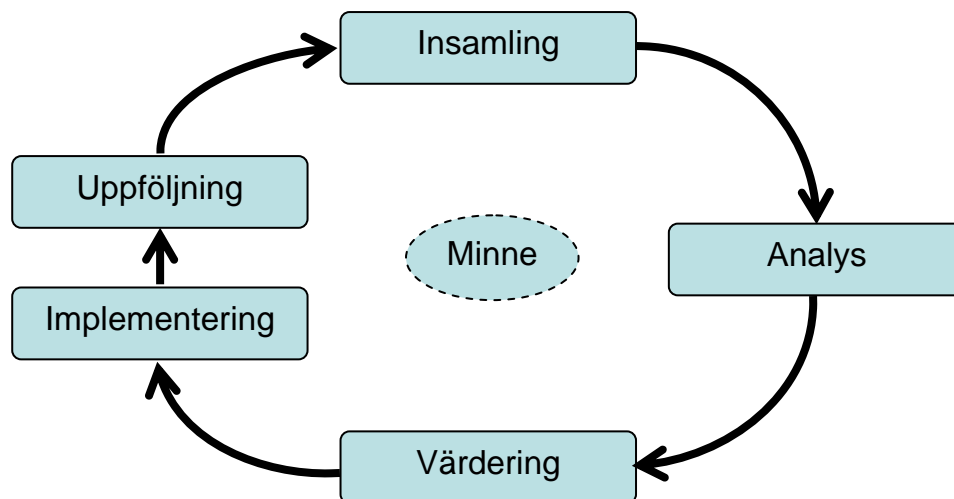 Insamling
Uppföljning
Minne
Analys
Implementering
Värdering